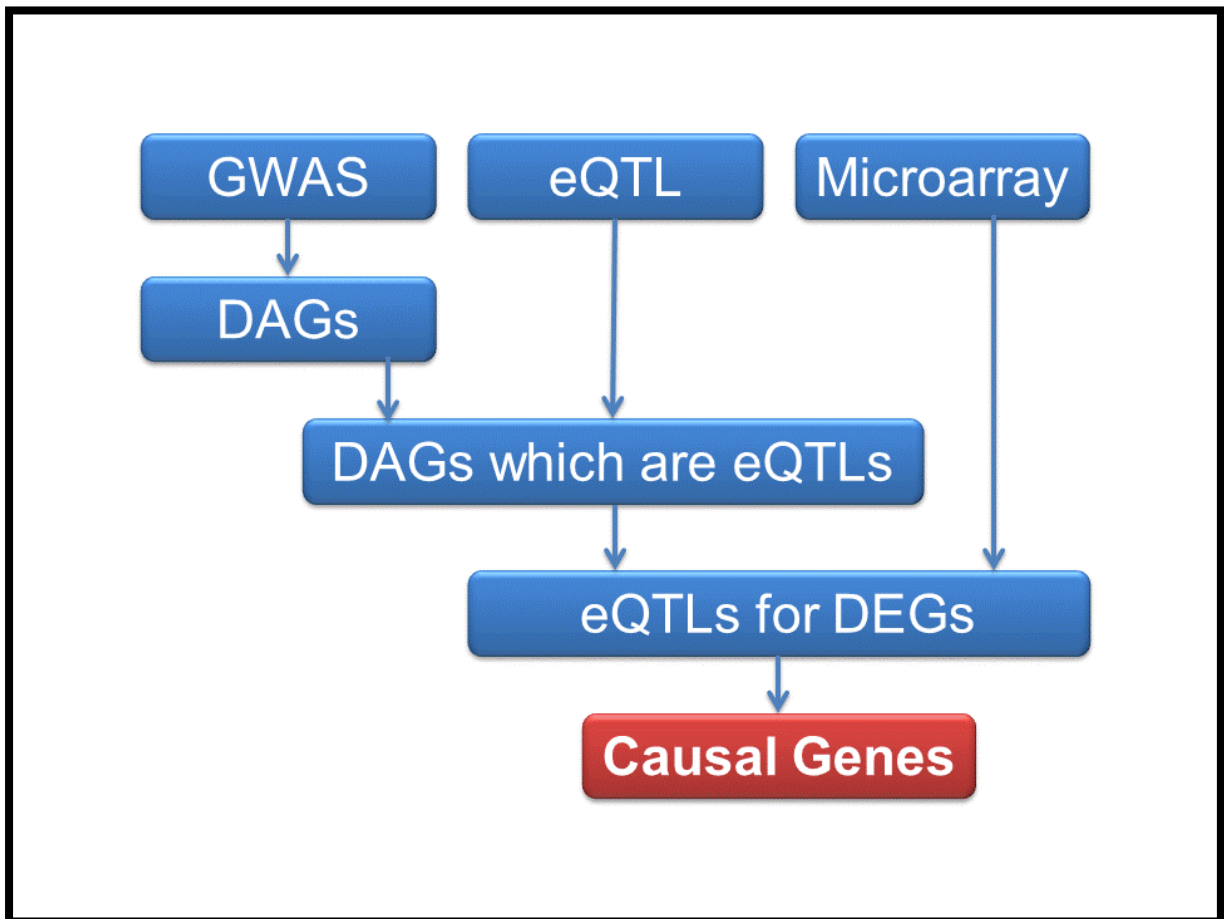 GWAS
eQTL
Microarray
DAGs
DAGs which are eQTLs
eQTLs for DEGs
Causal Genes